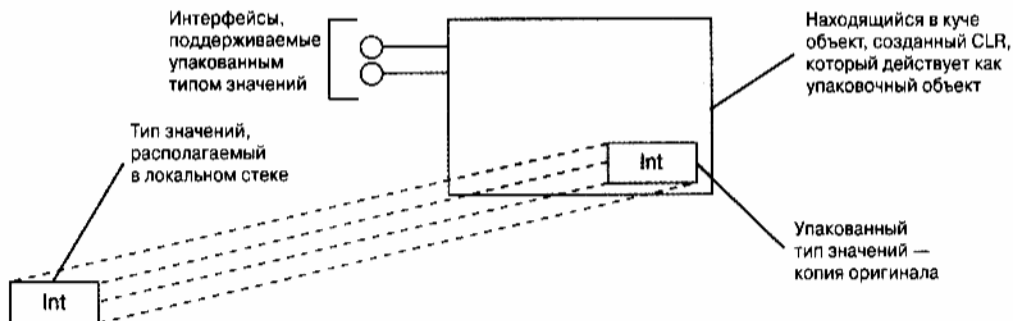 Интерфейсы,
поддерживаемые
упакованным
типом значений
Находящийся в куче
объект, созданный CLR,
который действует как
упаковочный объект
Тип значений,
располагаемый
в локальном стеке
Int
Упакованный
тип значений —
копия оригинала
Int